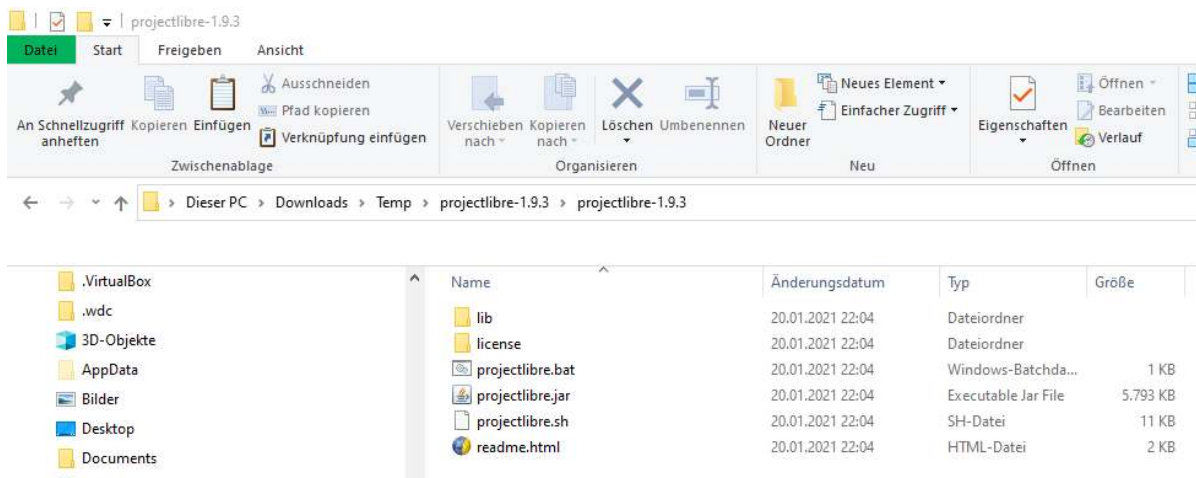 projectlibre-1.9.3
Datei Start Freigeben Ansicht
An Schnellzugriff anheften
Kopieren
Einfügen
Ausschneiden
Pfad kopieren
Verknüpfung einfügen
Zwischenablage
Verschieben nach
Kopieren nach
Löschen
Umbenennen
Organisieren
Neuer Ordner
Neues Element
Einfacher Zugriff
Neu
Eigenschaften
Öffnen
Bearbeiten
Verlauf
Öffnen
Dieser PC > Downloads > Temp > projectlibre-1.9.3 > projectlibre-1.9.3
.VirtualBox
.wdc
3D-Objekte
AppData
Bilder
Desktop
Documents
Name Änderungsdatum Typ Größe
lib 20.01.2021 22:04 Dateiordner
license 20.01.2021 22:04 Dateiordner
projectlibre.bat 20.01.2021 22:04 Windows-Batchda... 1 KB
projectlibre.jar 20.01.2021 22:04 Executable Jar File 5.793 KB
projectlibre.sh 20.01.2021 22:04 SH-Datei 11 KB
readme.html 20.01.2021 22:04 HTML-Datei 2 KB